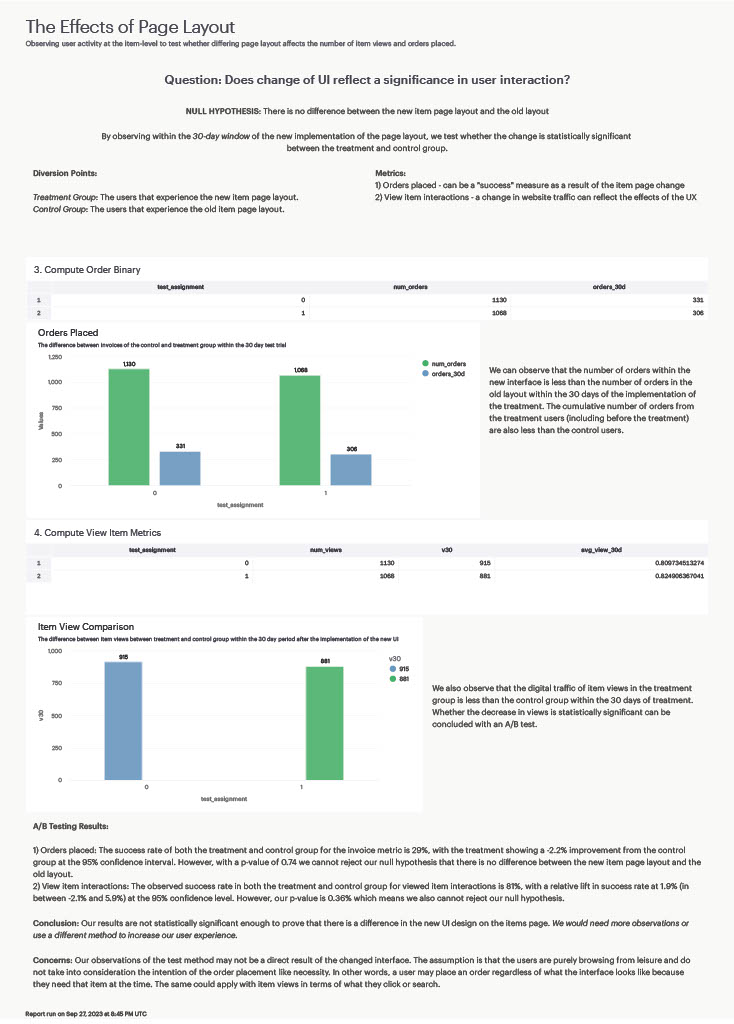 The Effects of Page Layout
Observing user activity at the item-level to test whether differing page layout affects the number of item views and orders placed.
Question: Does change of UI reflect a significance in user interaction?
NULL HYPOTHESIS: There is no difference between the new item page layout and the old layout
By observing within the 30-day window of the new implementation of the page layout, we test whether the change is statistically significant
between the treatment and control group.
Diversion Points:
Treatment Group: The users that experience the new item page layout.
Control Group: The users that experience the old item page layout.
Metrics:
1) Orders placed - can be a "success" measure as a result of the item page change
2) View item interactions - a change in website traffic can reflect the effects of the UX
3. Compute Order Binary
test_assignment num_orders orders_30d
1 0 1130 331
2 1 1068 306
Orders Placed
The difference between invoices of the control and treatment group within the 30 day test trial
1,250
1,000
750
500
250
0
Values
1,130
331
1,068
306
0 1
test_assignment
num_orders
orders_30d
We can observe that the number of orders within the
new interface is less than the number of orders in the
old layout within the 30 days of the implementation of
the treatment. The cumulative number of orders from
the treatment users (including before the treatment)
are also less than the control users.
4. Compute View Item Metrics
test_assignment num_views v30 avg_view_30d
1 0 1130 915 0.809734513274
2 1 1068 881 0.824906367041
Item View Comparison
The difference between item views between treatment and control group within the 30 day period after the implementation of the new UI
1,000
750
500
250
0
v30
915
881
0 1
test_assignment
v30
915
881
We also observe that the digital traffic of item views in the treatment
group is less than the control group within the 30 days of treatment.
Whether the decrease in views is statistically significant can be
concluded with an A/B test.
A/B Testing Results:
1) Orders placed: The success rate of both the treatment and control group for the invoice metric is 29%, with the treatment showing a -2.2% improvement from the control
group at the 95% confidence interval. However, with a p-value of 0.74 we cannot reject our null hypothesis that there is no difference between the new item page layout and the
old layout.
2) View item interactions: The observed success rate in both the treatment and control group for viewed item interactions is 81%, with a relative lift in success rate at 1.9% (in
between -2.1% and 5.9%) at the 95% confidence level. However, our p-value is 0.36% which means we also cannot reject our null hypothesis.
Conclusion: Our results are not statistically significant enough to prove that there is a difference in the new UI design on the items page. We would need more observations or
use a different method to increase our user experience.
Concerns: Our observations of the test method may not be a direct result of the changed interface. The assumption is that the users are purely browsing from leisure and do
not take into consideration the intention of the order placement like necessity. In other words, a user may place an order regardless of what the interface looks like because
they need that item at the time. The same could apply with item views in terms of what they click or search.
Report run on Sep 27, 2023 at 8:45 PM UTC